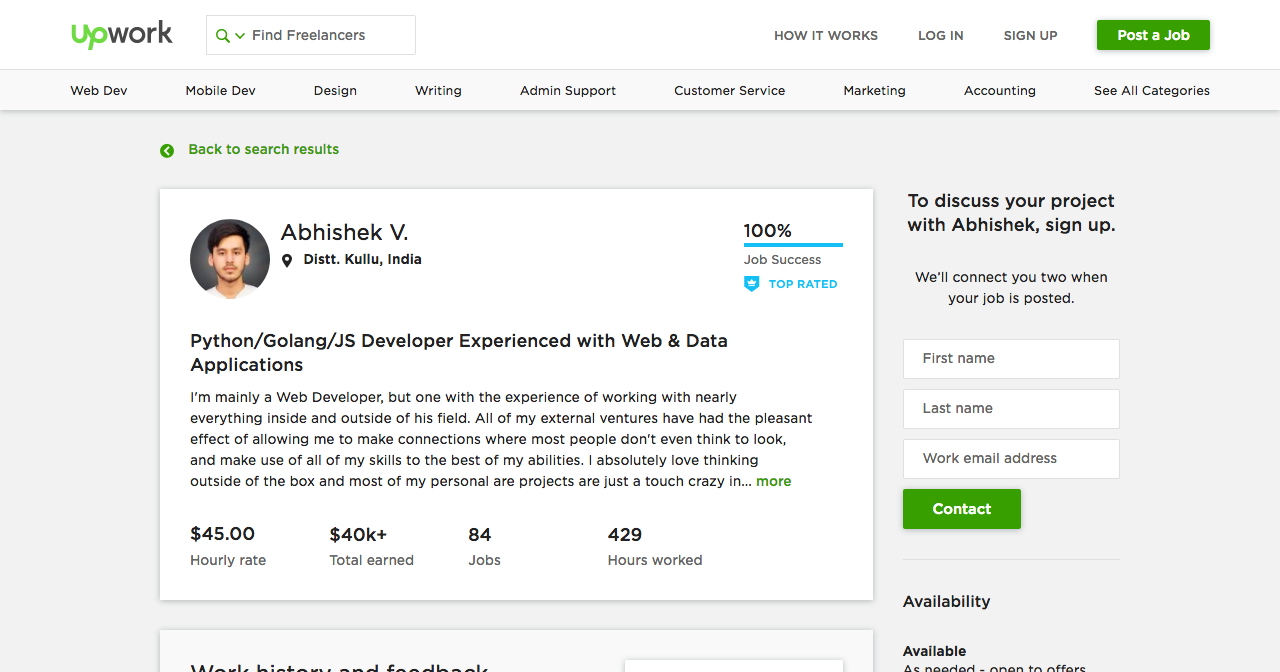 upwork
Find Freelancers
HOW IT WORKS
LOG IN
SIGN UP
Post a Job
Web Dev
Mobile Dev
Design
Writing
Admin Support
Customer Service
Marketing
Accounting
See All Categories
Back to search results
Abhishek V.
Distt. Kullu, India
100%
Job Success
TOP RATED
Python/Golang/JS Developer Experienced with Web & Data
Applications
I'm mainly a Web Developer, but one with the experience of working with nearly
everything inside and outside of his field. All of my external ventures have had the pleasant
effect of allowing me to make connections where most people don't even think to look,
and make use of all of my skills to the best of my abilities. I absolutely love thinking
outside of the box and most of my personal are projects are just a touch crazy in... more
$45.00
Hourly rate
$40k+
Total earned
84
Jobs
429
Hours worked
Work history and feedback
To discuss your project
with Abhishek, sign up.
We'll connect you two when
your job is posted.
First name
Last name
Work email address
Contact
Availability
Available
As needed - open to offers